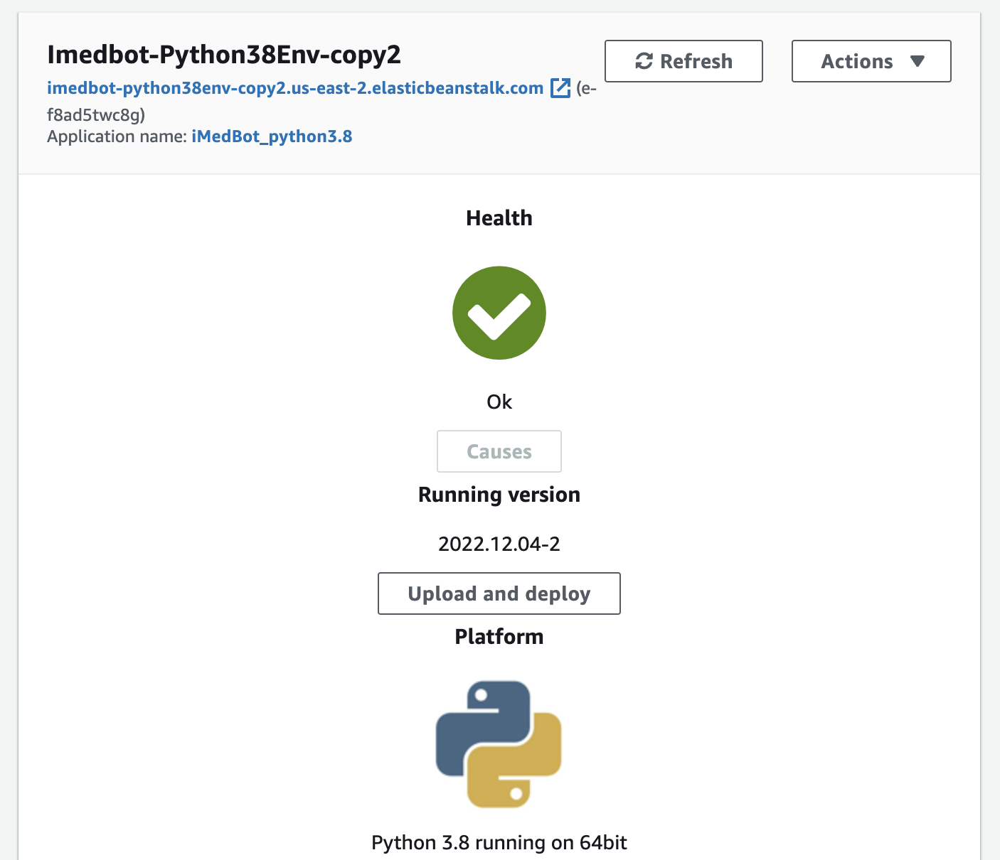 Imedbot-Python38Env-copy2
Refresh
Actions
imedbot-python38env-copy2.us-east-2.elasticbeanstalk.com (e-
f8ad5twc8g)
Application name: iMedBot_python3.8
Health
Ok
Causes
Running version
2022.12.04-2
Upload and deploy
Platform
Python 3.8 running on 64bit